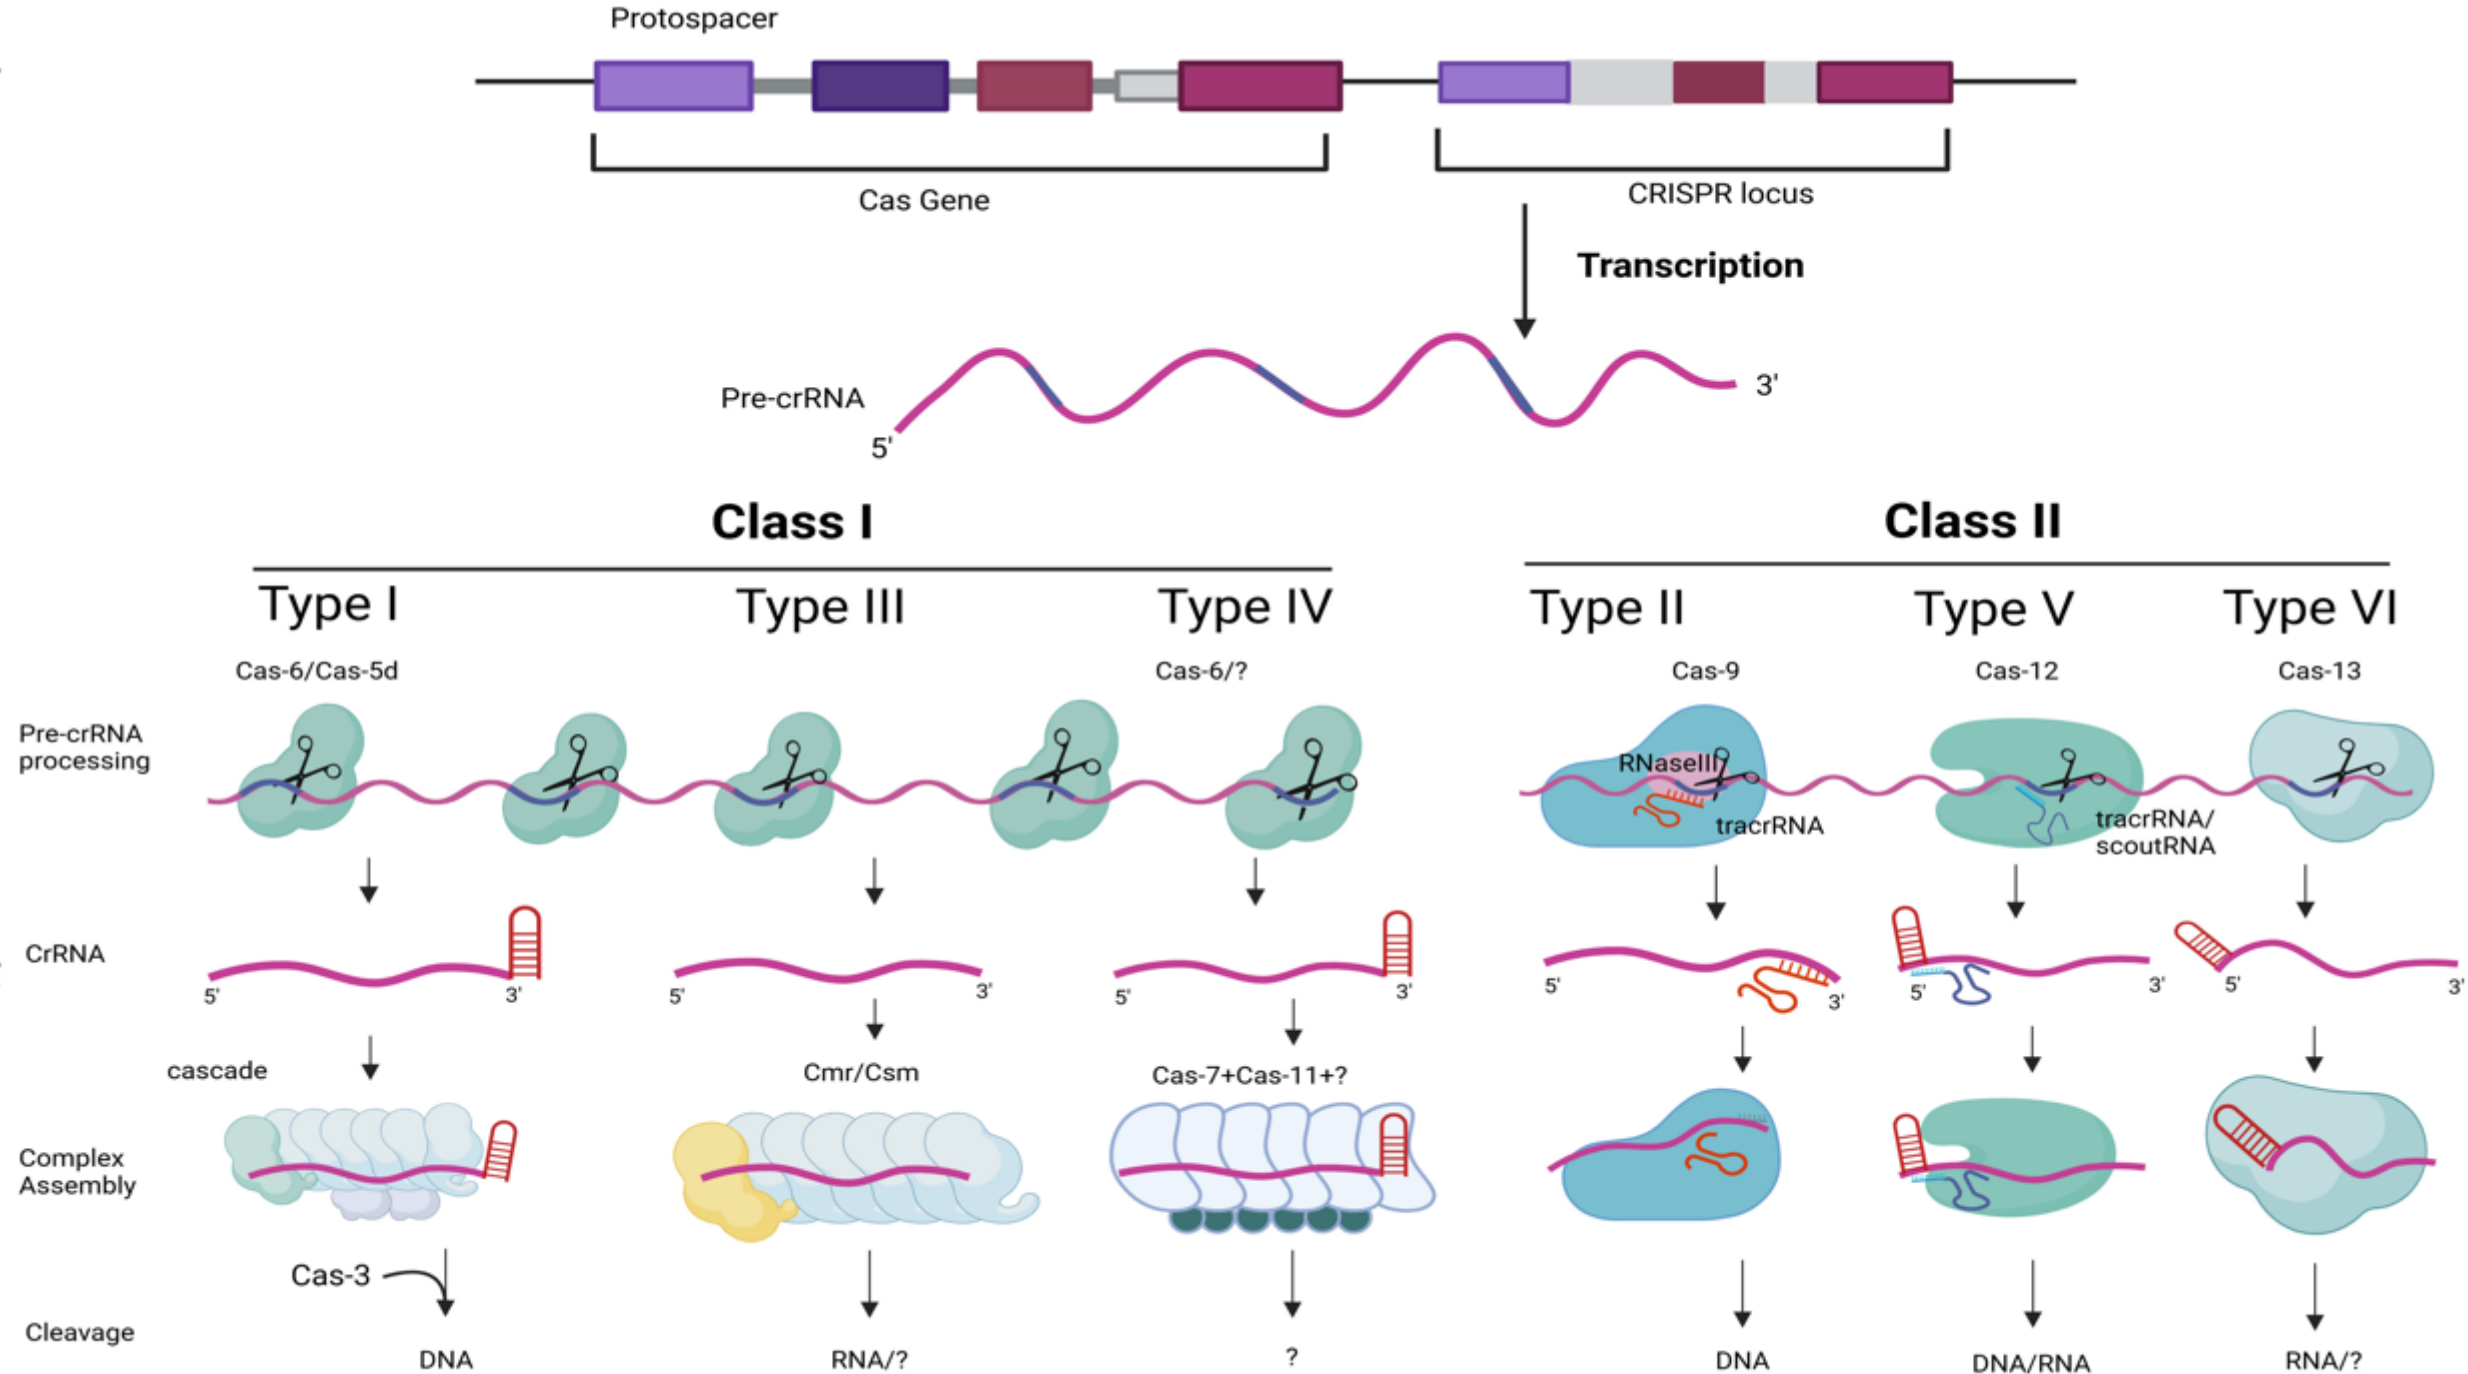 Protospacer
Cas Gene
CRISPR locus
Transcription
Pre-crRNA
5'
3'
Class I
Class II
Type I
Type III
Type IV
Type II
Type V
Type VI
Cas-6/Cas-5d
Cas-6/?
Cas-9
Cas-12
Cas-13
Pre-crRNA
processing
RNaseIII
tracrRNA
tracrRNA/
scoutRNA
CrRNA
5'
3'
5'
3'
5'
3'
5'
3'
5'
3'
5'
3'
cascade
Cmr/Csm
Cas-7+Cas-11+?
Complex
Assembly
Cas-3
Cleavage
DNA
RNA/?
?
DNA
DNA/RNA
RNA/?